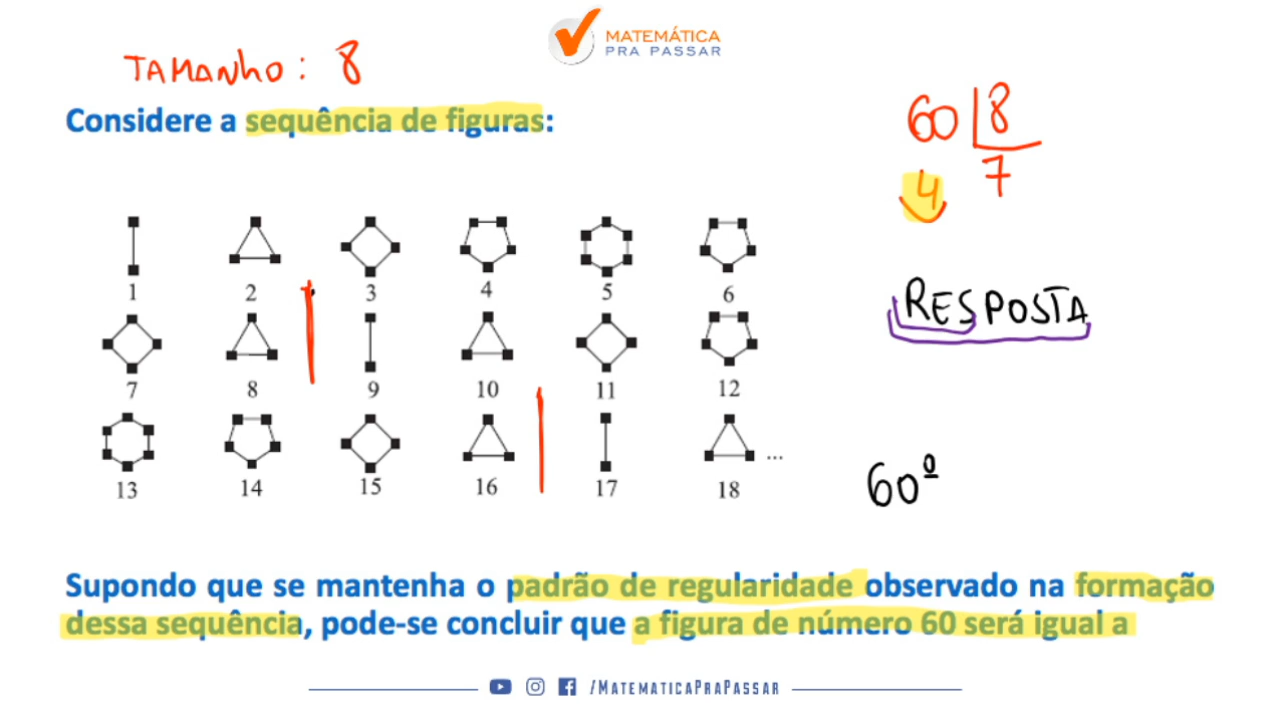 MATEMÁTICA
PRA PASSAR
TAMANHO: 8
Considere a sequência de figuras:
60 8
4 7
1 2 3 4 5 6
RESPOSTA
7 8 9 10 11 12
13 14 15 16 17 18 ...
60º
Supondo que se mantenha o padrão de regularidade observado na formação
dessa sequência, pode-se concluir que a figura de número 60 será igual a
/MATEMATICAPRAPASSAR